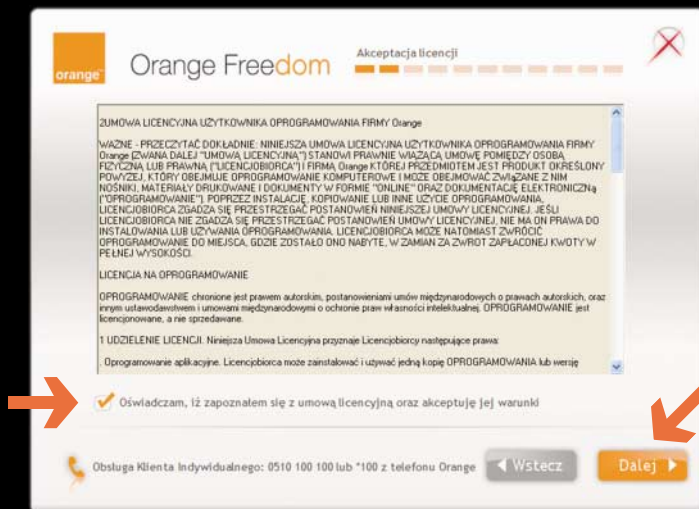 orange
Orange Freedom
Akceptacja licencji
2UMOWA LICENCYJNA UŻYTKOWNIKA OPROGRAMOWANIA FIRMY Orange
WAŻNE - PRZECZYTAĆ DOKŁADNIE: NINIEJSZA UMOWA LICENCYJNA UŻYTKOWNIKA OPROGRAMOWANIA FIRMY
Orange (ZWANA DALEJ "UMOWĄ LICENCYJNĄ") STANOWI PRAWNIE WIĄŻĄCĄ UMOWĘ POMIĘDZY OSOBĄ
FIZYCZNĄ LUB PRAWNĄ ("LICENCJOBIORCA") I FIRMĄ Orange KTÓREJ PRZEDMIOTEM JEST PRODUKT OKREŚLONY
POWYŻEJ, KTÓRY OBEJMUJE OPROGRAMOWANIE KOMPUTEROWE I MOŻE OBEJMOWAĆ ZWIąZANE Z NIM
NOŚNIKI, MATERIAŁY DRUKOWANE I DOKUMENTY W FORMIE "ONLINE" ORAZ DOKUMENTACJĘ ELEKTRONICZNą
("OPROGRAMOWANIE"). POPRZEZ INSTALACJĘ, KOPIOWANIE LUB INNE UŻYCIE OPROGRAMOWANIA,
LICENCJOBIORCA ZGADZA SIĘ PRZESTRZEGAĆ POSTANOWIEŃ NINIEJSZEJ UMOWY LICENCYJNEJ. JEŚLI
LICENCJOBIORCA NIE ZGADZA SIĘ PRZESTRZEGAĆ POSTANOWIEŃ UMOWY LICENCYJNEJ, NIE MA ON PRAWA DO
INSTALOWANIA LUB UŻYWANIA OPROGRAMOWANIA. LICENCJOBIORCA MOŻE NATOMIAST ZWRÓCIĆ
OPROGRAMOWANIE DO MIEJSCA, GDZIE ZOSTAŁO ONO NABYTE, W ZAMIAN ZA ZWROT ZAPŁACONEJ KWOTY W
PEŁNEJ WYSOKOŚCI.
LICENCJA NA OPROGRAMOWANIE
OPROGRAMOWANIE chronione jest prawem autorskim, postanowieniami umów międzynarodowych o prawach autorskich, oraz
innym ustawodawstwem i umowami międzynarodowymi o ochronie praw własności intelektualnej. OPROGRAMOWANIE jest
licencjonowane, a nie sprzedawane.
1 UDZIELENIE LICENCJI. Niniejsza Umowa Licencyjna przyznaje Licencjobiorcy następujące prawa:
. Oprogramowanie aplikacyjne. Licencjobiorca może zainstalować i używać jedną kopię OPROGRAMOWANIA lub wersję
Oświadczam, iż zapoznałem się z umową licencyjną oraz akceptuję jej warunki
Obsługa Klienta Indywidualnego: 0510 100 100 lub *100 z telefonu Orange
Wstecz
Dalej